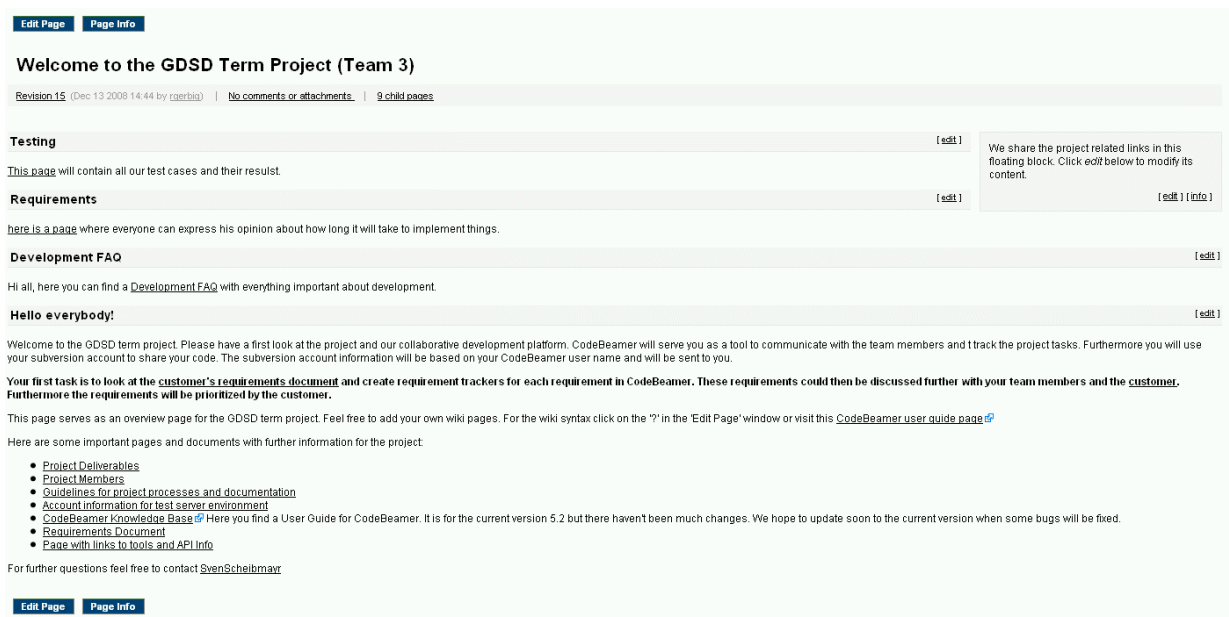 Edit Page Page Info
Welcome to the GDSD Term Project (Team 3)
Revision 15 (Dec 13 2008 14:44 by rgerbig) | No comments or attachments | 9 child pages
Testing [ edit ]
This page will contain all our test cases and their resulst.
We share the project related links in this
floating block. Click edit below to modify its
content.
[ edit ] [ info ]
Requirements [ edit ]
here is a page where everyone can express his opinion about how long it will take to implement things.
Development FAQ [ edit ]
Hi all, here you can find a Development FAQ with everything important about development.
Hello everybody! [ edit ]
Welcome to the GDSD term project. Please have a first look at the project and our collaborative development platform. CodeBeamer will serve you as a tool to communicate with the team members and t track the project tasks. Furthermore you will use
your subversion account to share your code. The subversion account information will be based on your CodeBeamer user name and will be sent to you.
Your first task is to look at the customer's requirements document and create requirement trackers for each requirement in CodeBeamer. These requirements could then be discussed further with your team members and the customer.
Furthermore the requirements will be prioritized by the customer.
This page serves as an overview page for the GDSD term project. Feel free to add your own wiki pages. For the wiki syntax click on the '?' in the 'Edit Page' window or visit this CodeBeamer user guide page
Here are some important pages and documents with further information for the project:
● Project Deliverables
● Project Members
● Guidelines for project processes and documentation
● Account information for test server environment
● CodeBeamer Knowledge Base Here you find a User Guide for CodeBeamer. It is for the current version 5.2 but there haven't been much changes. We hope to update soon to the current version when some bugs will be fixed.
● Requirements Document
● Page with links to tools and API Info
For further questions feel free to contact SvenScheibmayr
Edit Page Page Info